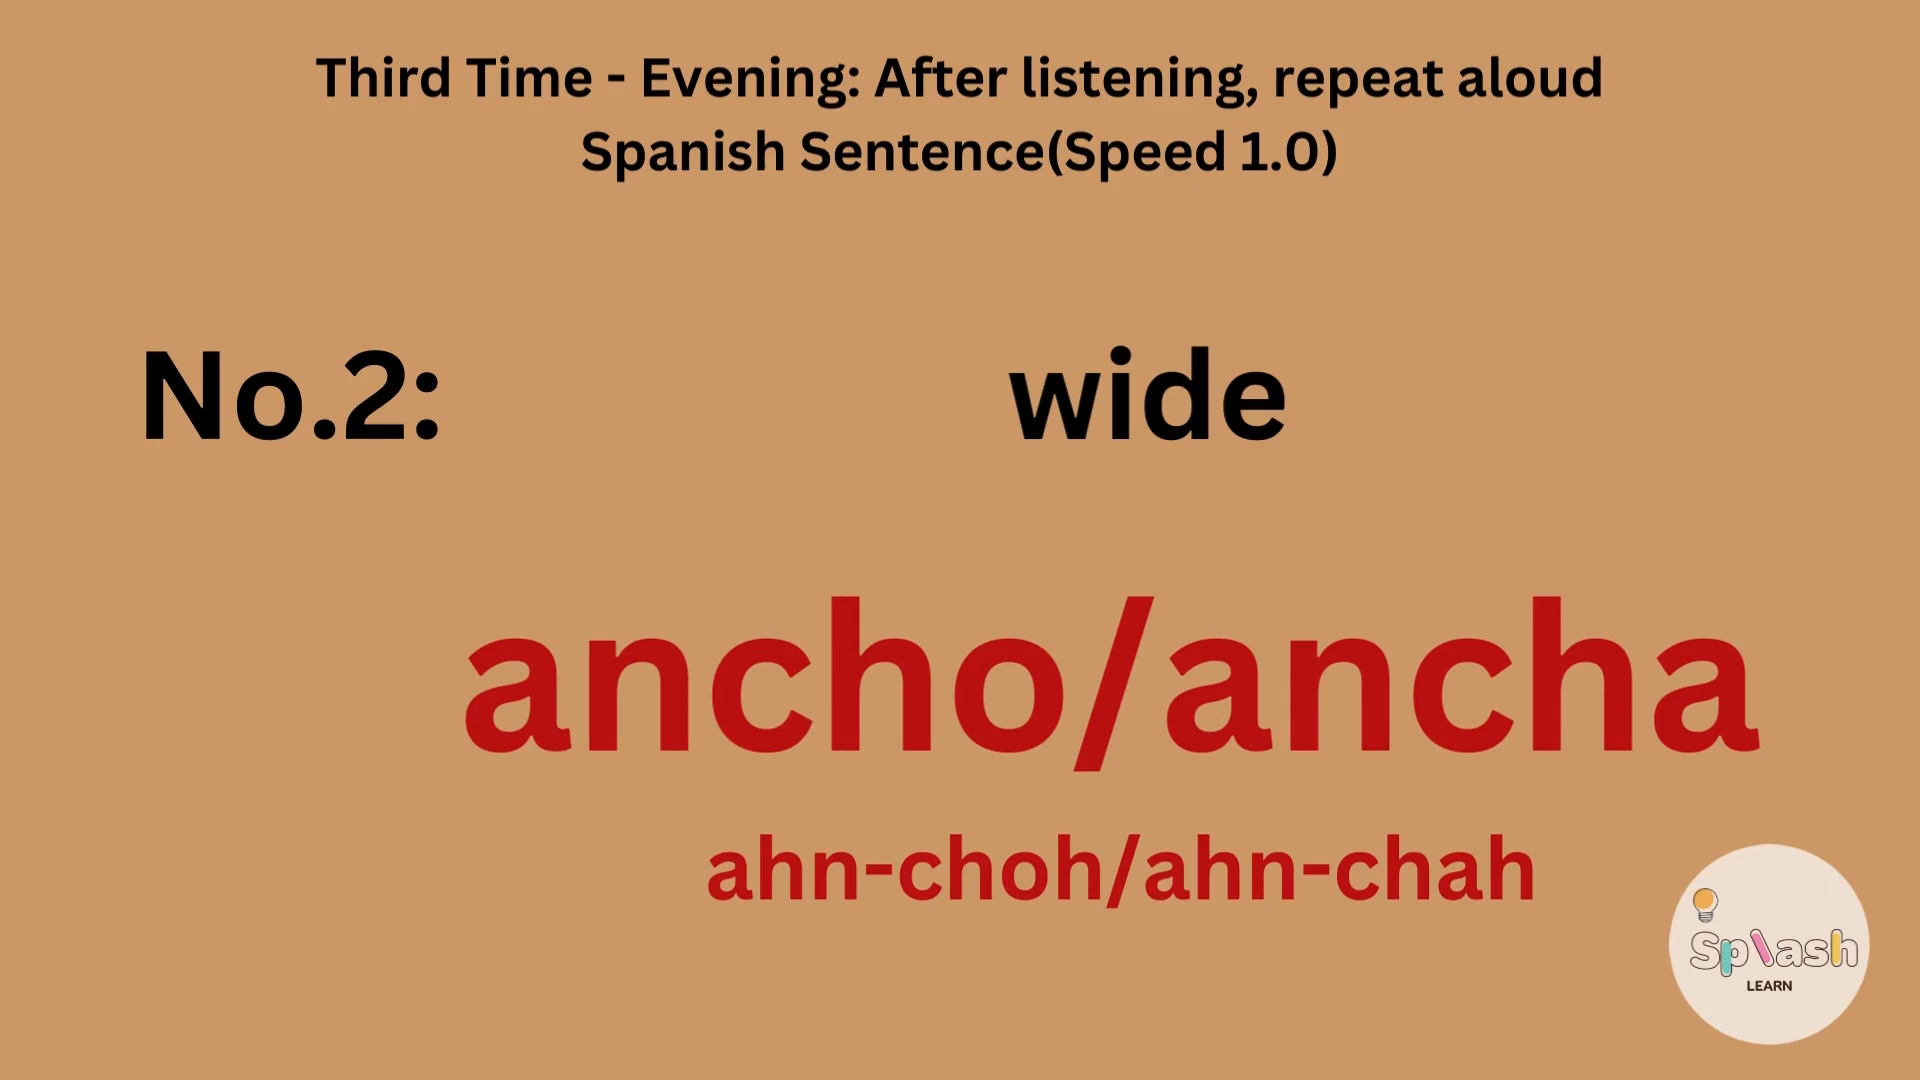 Third Time - Evening: After listening, repeat aloud
Spanish Sentence(Speed 1.0)
No.2: wide
ancho/ancha
ahn-choh/ahn-chah
Splash
LEARN